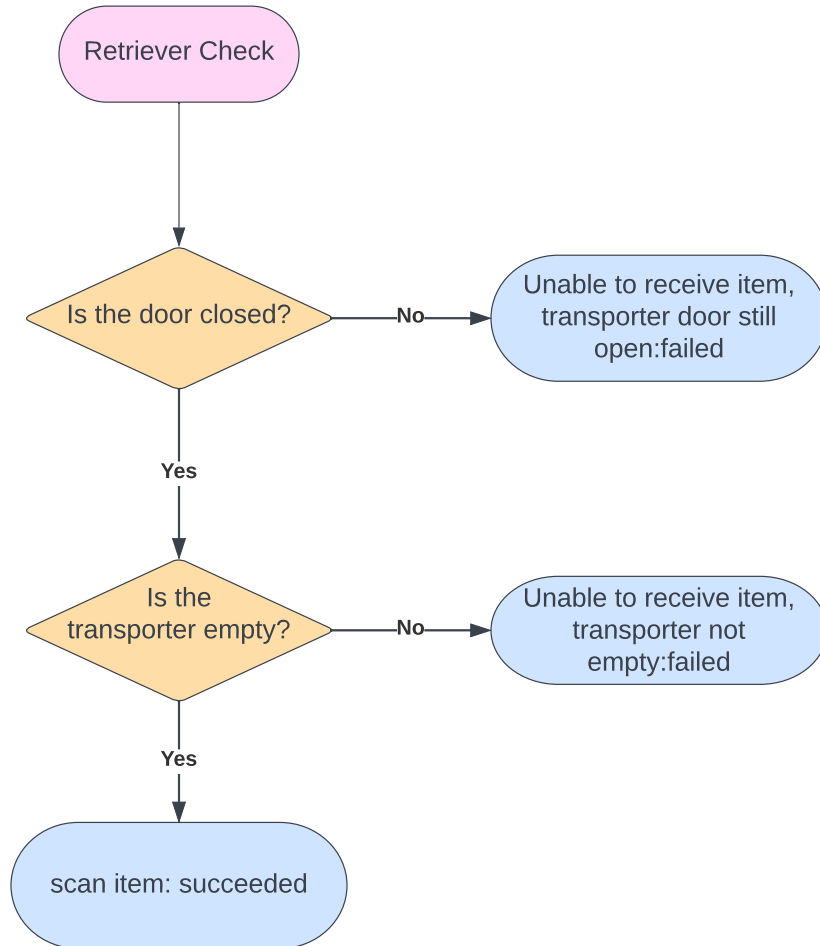 Retriever Check
Is the door closed?
No
Unable to receive item,
transporter door still
open:failed
Yes
Is the
transporter empty?
No
Unable to receive item,
transporter not
empty:failed
Yes
scan item: succeeded